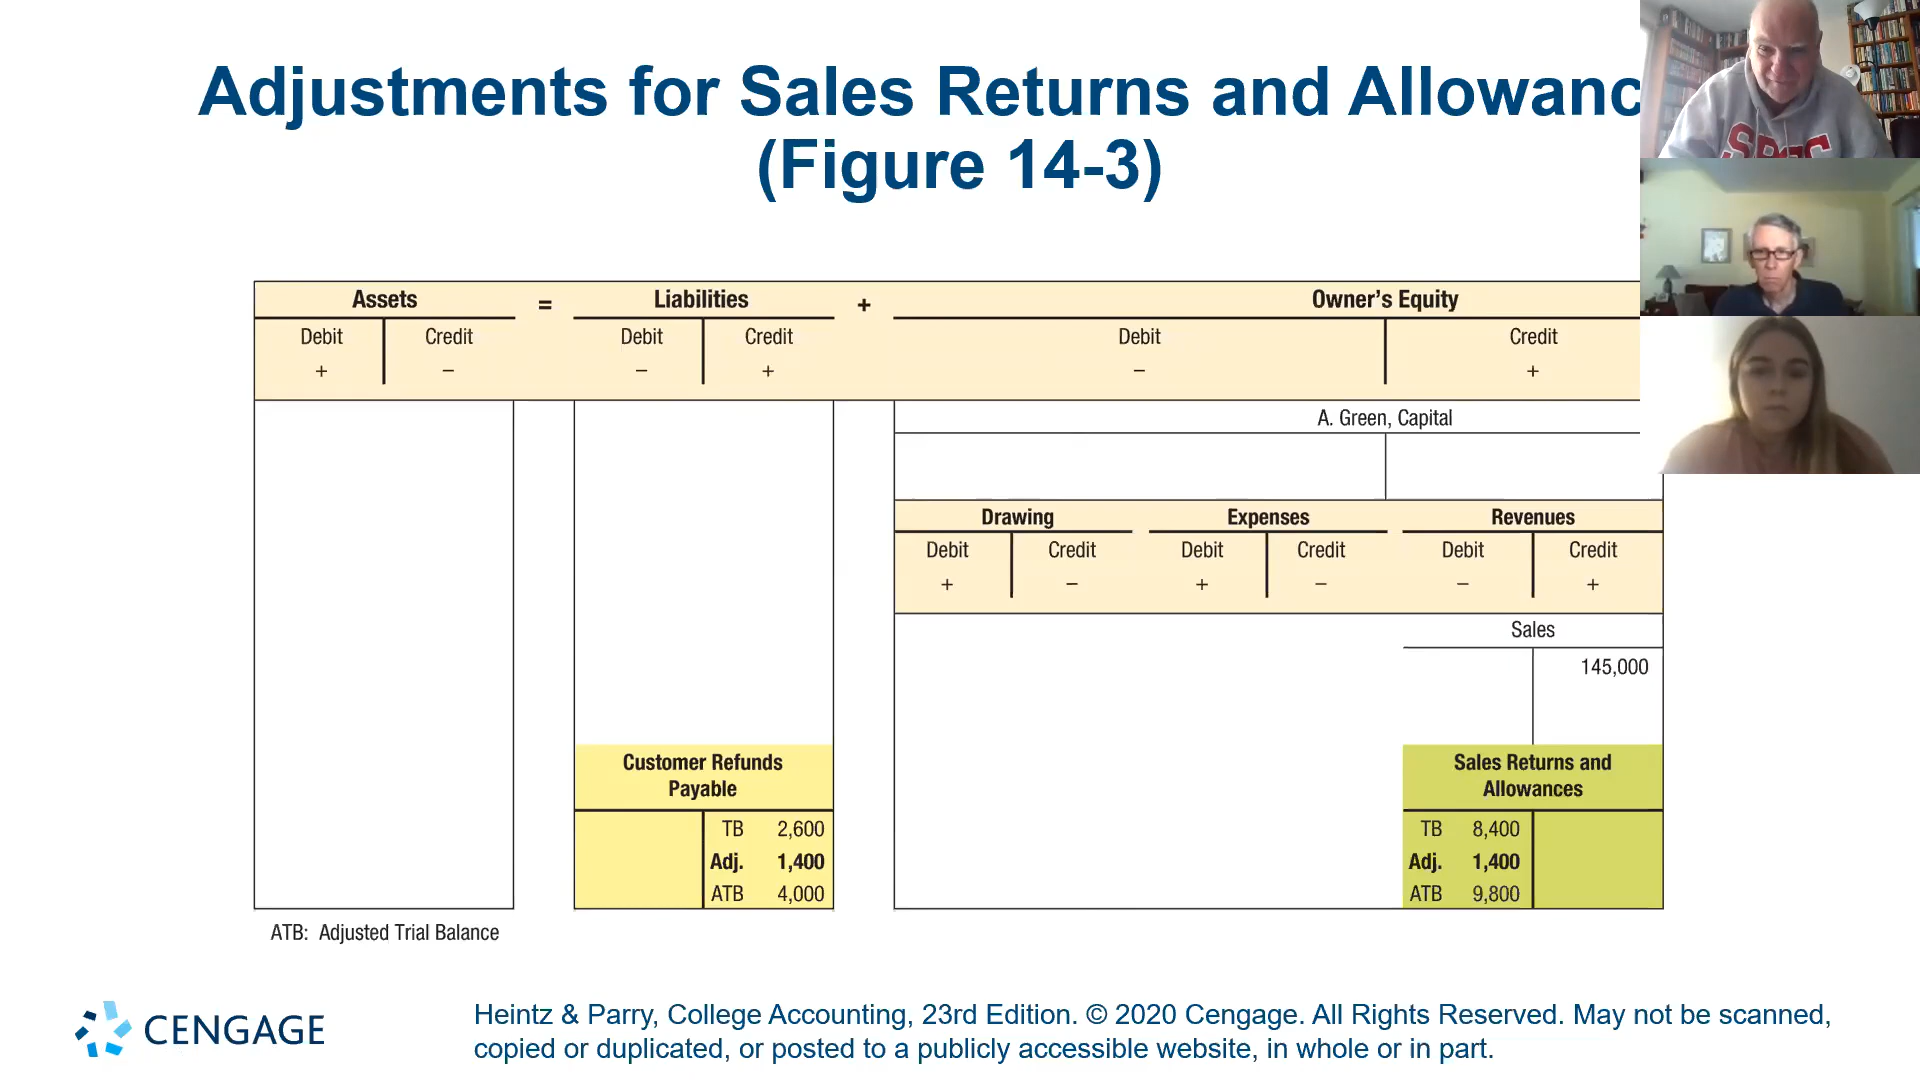 Adjustments for Sales Returns and Allowanc
(Figure 14-3)
Assets = Liabilities + Owner's Equity
Debit Credit Debit Credit Debit Credit
+ − − + − +
A. Green, Capital
Drawing Expenses Revenues
Debit Credit Debit Credit Debit Credit
+ − + − − +
Sales
145,000
Customer Refunds
Payable
TB 2,600
Adj. 1,400
ATB 4,000
Sales Returns and
Allowances
TB 8,400
Adj. 1,400
ATB 9,800
ATB: Adjusted Trial Balance
CENGAGE
Heintz & Parry, College Accounting, 23rd Edition. © 2020 Cengage. All Rights Reserved. May not be scanned,
copied or duplicated, or posted to a publicly accessible website, in whole or in part.